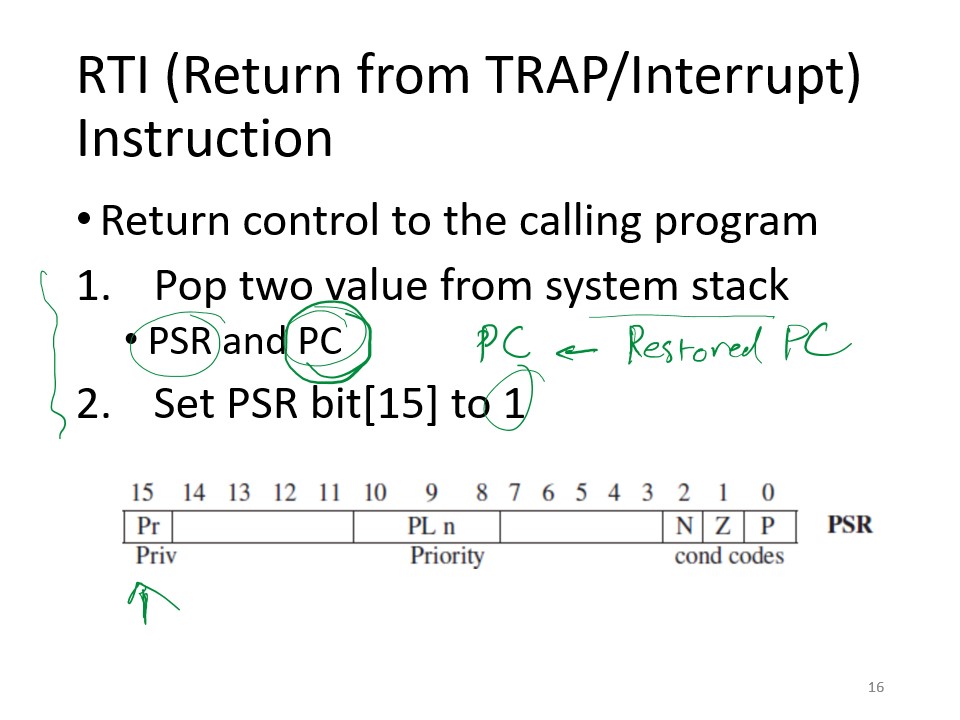 RTI (Return from TRAP/Interrupt)
Instruction
• Return control to the calling program
1. Pop two value from system stack
• PSR and PC
PC ← Restored PC
2. Set PSR bit[15] to 1
15 14 13 12 11 10 9 8 7 6 5 4 3 2 1 0
Pr PL n N Z P PSR
Priv Priority cond codes
16